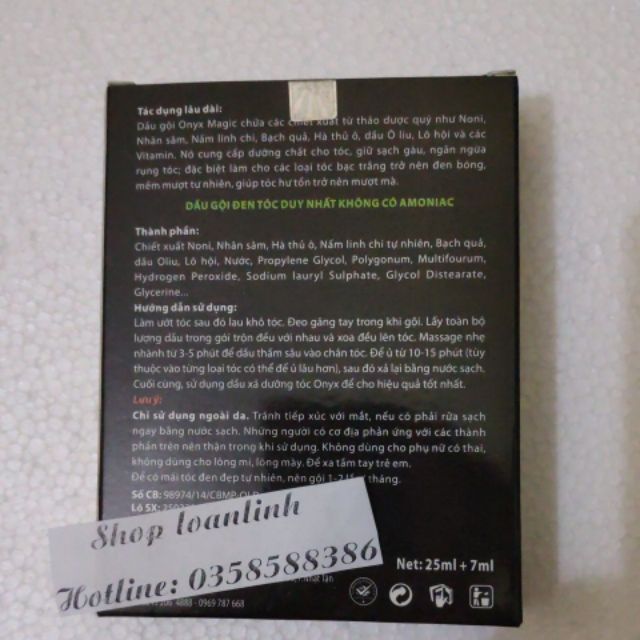 Tác dụng lâu dài:
Dầu gội Onyx Magic chứa các chiết xuất từ thảo dược quý như Noni,
Nhân sâm, Nấm linh chi, Bạch quả, Hà thủ ô, dầu Ô liu, Lô hội và các
Vitamin. Nó cung cấp dưỡng chất cho tóc, giữ sạch gàu, ngăn ngừa
rụng tóc; đặc biệt làm cho các loại tóc bạc trắng trở nên đen bóng,
mềm mượt tự nhiên, giúp tóc hư tổn trở nên mượt mà.
DẦU GỘI ĐEN TÓC DUY NHẤT KHÔNG CÓ AMONIAC
Thành phần:
Chiết xuất Noni, Nhân sâm, Hà thủ ô, Nấm linh chi tự nhiên, Bạch quả,
dầu Oliu, Lô hội, Nước, Propylene Glycol, Polygonum, Multifourum,
Hydrogen Peroxide, Sodium lauryl Sulphate, Glycol Distearate,
Glycerine...
Hướng dẫn sử dụng:
Làm ướt tóc sau đó lau khô tóc. Đeo găng tay trong khi gội. Lấy toàn bộ
lượng dầu trong gói trộn đều với nhau và xoa đều lên tóc. Massage nhẹ
nhành từ 3-5 phút để dầu thấm sâu vào chân tóc. Để ủ từ 10-15 phút (tùy
thuộc vào từng loại tóc có thể để ủ lâu hơn), sau đó xả lại bằng nước sạch.
Cuối cùng, sử dụng dầu xả dưỡng tóc Onyx để cho hiệu quả tốt nhất.
Lưu ý:
Chỉ sử dụng ngoài da. Tránh tiếp xúc với mắt, nếu có phải rửa sạch
ngay bằng nước sạch. Những người có cơ địa phản ứng với các thành
phần trên nên thận trong khi sử dụng. Không dùng cho phụ nữ có thai,
không dùng cho lông mi, lông mày. Để xa tầm tay trẻ em.
Để có mái tóc đen đẹp tự nhiên, nên gội 1- tháng.
Số CB: 98974/14/CBMP-QLD
Lô SX:
Shop loanlinh
Hotline: 0358588386
Net: 25ml + 7ml
Nhật Tân
4888 - 0969 787 668